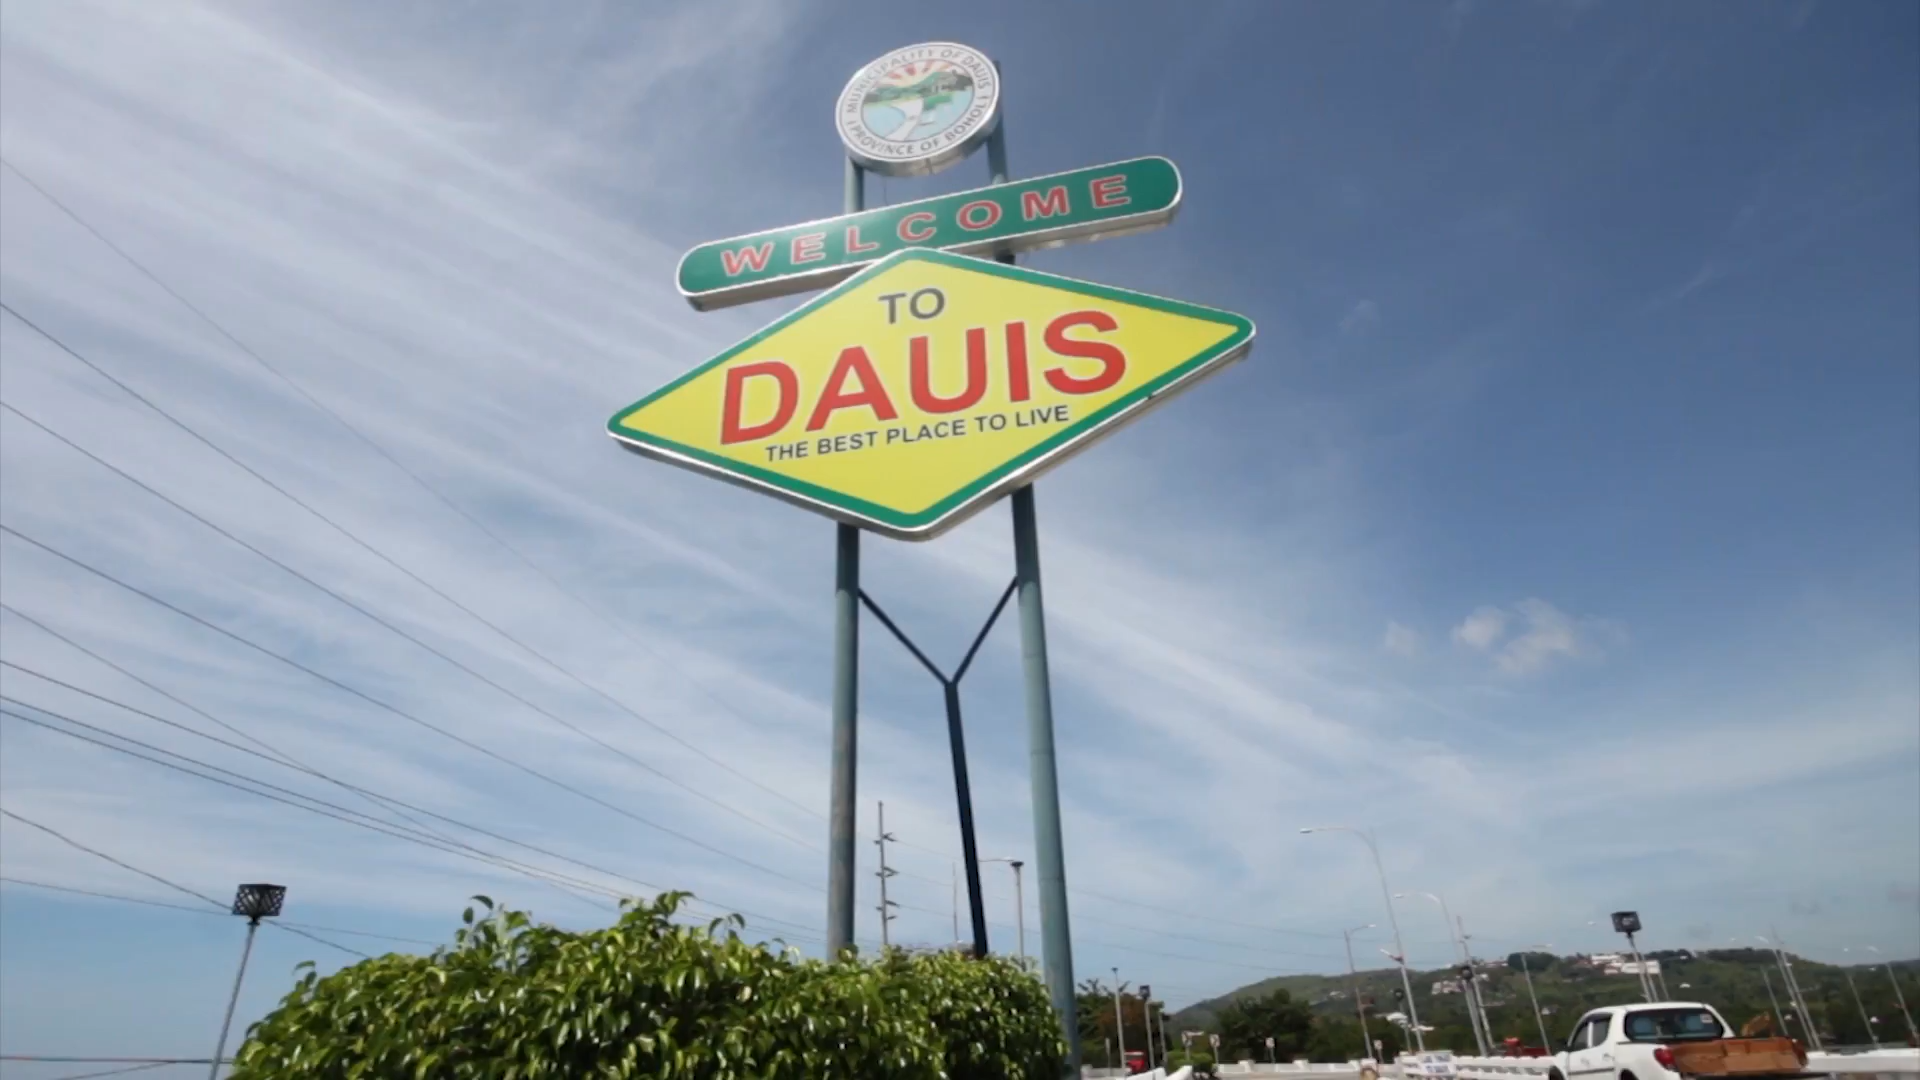 MUNICIPALITY OF DAUIS
PROVINCE OF BOHOL
WELCOME
TO
DAUIS
THE BEST PLACE TO LIVE